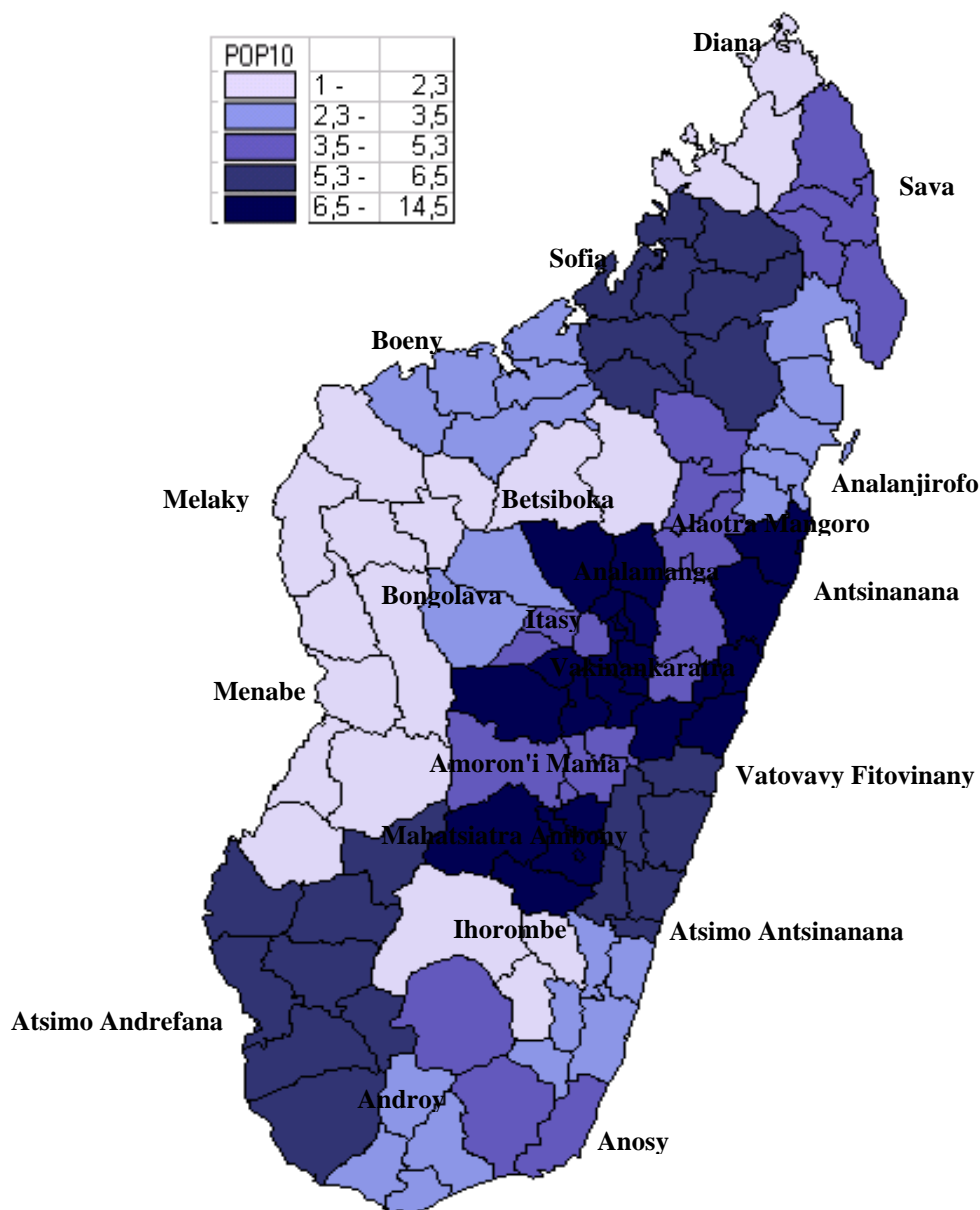 Diana
POP10
1 - 2,3
2,3 - 3,5
3,5 - 5,3
5,3 - 6,5
6,5 - 14,5
Sava
Sofia
Boeny
Melaky
Betsiboka
Analanjirofo
Alaotra Mangoro
Analamanga
Antsinanana
Bongolava
Itasy
Vakinankaratra
Menabe
Amoron'i Mania
Vatovavy Fitovinany
Mahatsiatra Ambony
Ihorombe
Atsimo Antsinanana
Atsimo Andrefana
Androy
Anosy